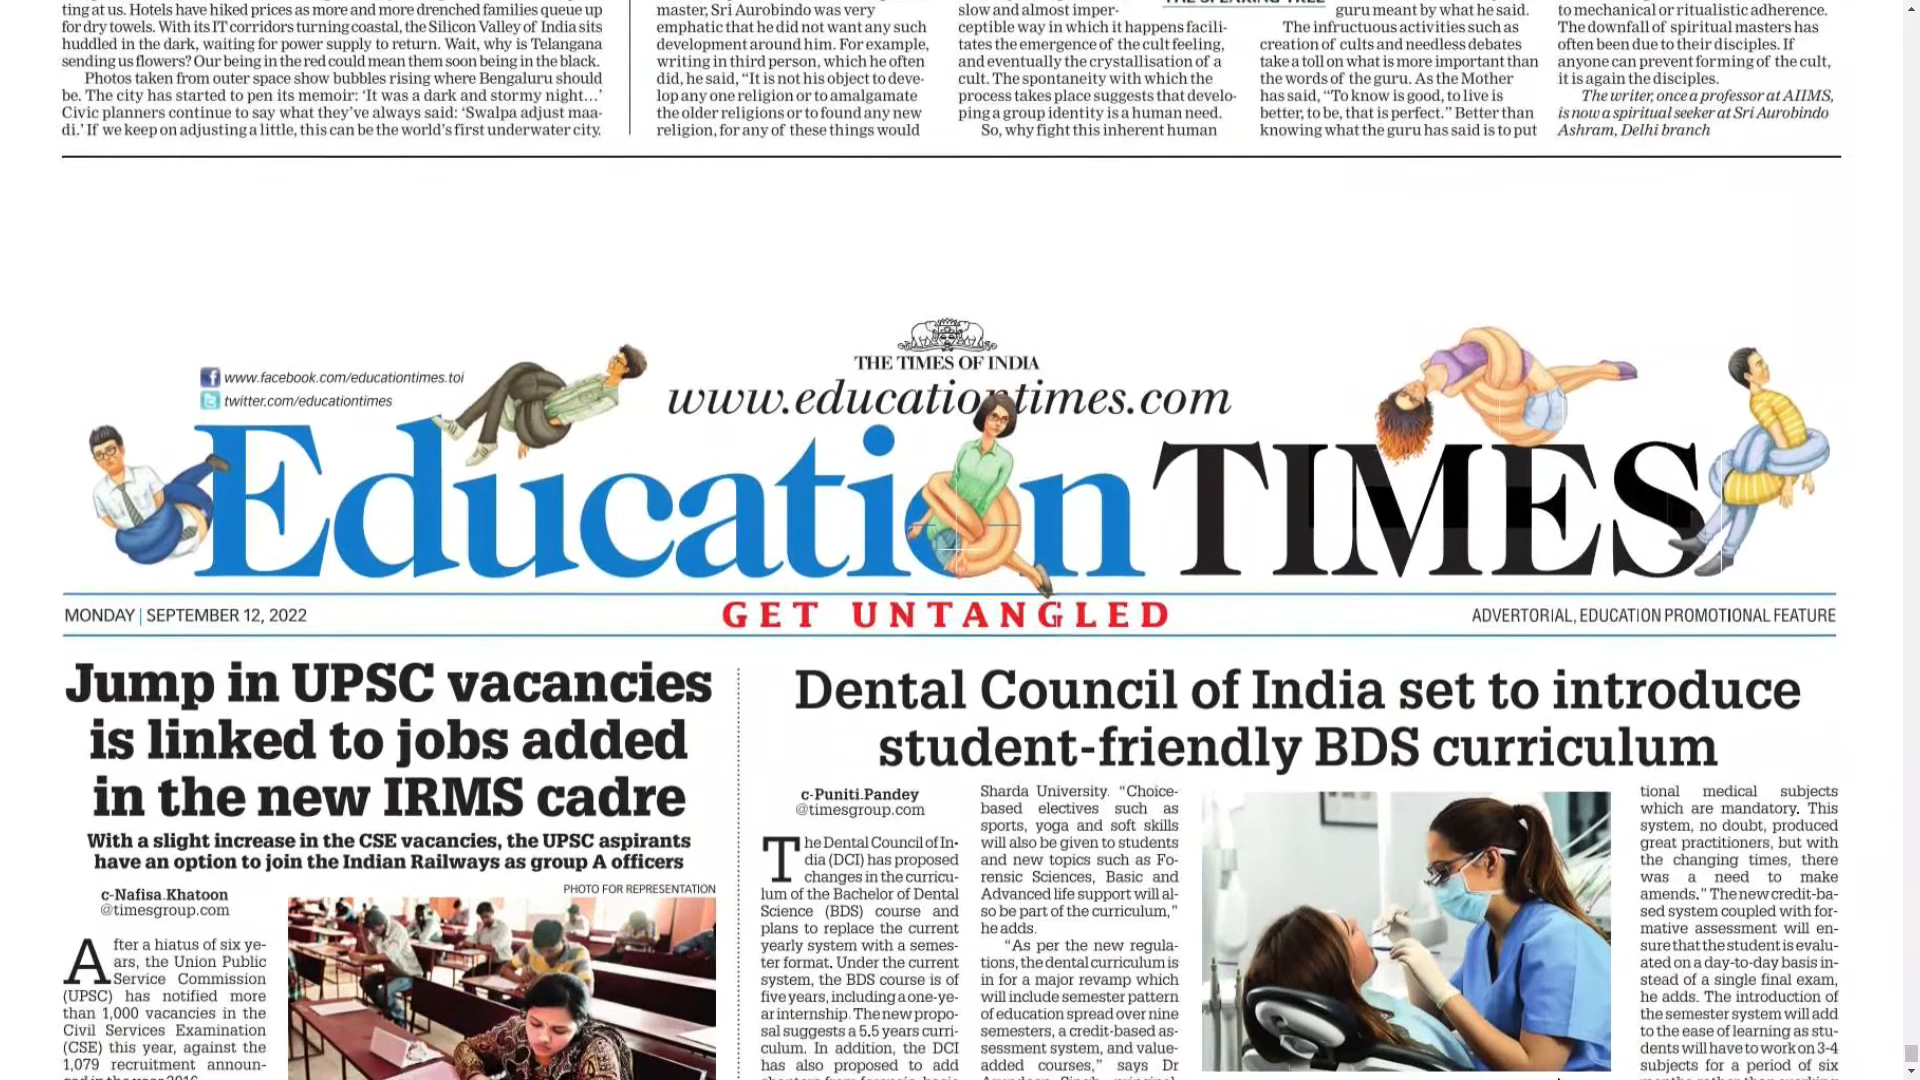 ting at us. Hotels have hiked prices as more and more drenched families queue up
for dry towels. With its IT corridors turning coastal, the Silicon Valley of India sits
huddled in the dark, waiting for power supply to return. Wait, why is Telangana
sending us flowers? Our being in the red could mean them soon being in the black.
Photos taken from outer space show bubbles rising where Bengaluru should
be. The city has started to pen its memoir: ‘It was a dark and stormy night...’
Civic planners continue to say what they’ve always said: ‘Swalpa adjust maa-
di.’ If we keep on adjusting a little, this can be the world’s first underwater city.
master, Sri Aurobindo was very
emphatic that he did not want any such
development around him. For example,
writing in third person, which he often
did, he said, “It is not his object to deve-
lop any one religion or to amalgamate
the older religions or to found any new
religion, for any of these things would
slow and almost imper-
ceptible way in which it happens facili-
tates the emergence of the cult feeling,
and eventually the crystallisation of a
cult. The spontaneity with which the
process takes place suggests that develo-
ping a group identity is a human need.
So, why fight this inherent human
THE SPEAKING TREE
guru meant by what he said.
The infructuous activities such as
creation of cults and needless debates
take a toll on what is more important than
the words of the guru. As the Mother
has said, “To know is good, to live is
better, to be, that is perfect.” Better than
knowing what the guru has said is to put
to mechanical or ritualistic adherence.
The downfall of spiritual masters has
often been due to their disciples. If
anyone can prevent forming of the cult,
it is again the disciples.
The writer, once a professor at AIIMS,
is now a spiritual seeker at Sri Aurobindo
Ashram, Delhi branch
THE TIMES OF INDIA
www.facebook.com/educationtimes.toi
twitter.com/educationtimes
www.educationtimes.com
Education TIMES
MONDAY | SEPTEMBER 12, 2022
GET UNTANGLED
ADVERTORIAL, EDUCATION PROMOTIONAL FEATURE
Jump in UPSC vacancies
is linked to jobs added
in the new IRMS cadre
With a slight increase in the CSE vacancies, the UPSC aspirants
have an option to join the Indian Railways as group A officers
c-Nafisa.Khatoon
@timesgroup.com
PHOTO FOR REPRESENTATION
After a hiatus of six ye-
ars, the Union Public
Service Commission
(UPSC) has notified more
than 1,000 vacancies in the
Civil Services Examination
(CSE) this year, against the
1,079 recruitment announ-
ced in the year 2016.
Dental Council of India set to introduce
student-friendly BDS curriculum
c-Puniti.Pandey
@timesgroup.com
The Dental Council of In-
dia (DCI) has proposed
changes in the curricu-
lum of the Bachelor of Dental
Science (BDS) course and
plans to replace the current
yearly system with a semes-
ter format. Under the current
system, the BDS course is of
five years, including a one-ye-
ar internship. The new propo-
sal suggests a 5.5 years curri-
culum. In addition, the DCI
has also proposed to add
Sharda University. “Choice-
based electives such as
sports, yoga and soft skills
will also be given to students
and new topics such as Fo-
rensic Sciences, Basic and
Advanced life support will al-
so be part of the curriculum,”
he adds.
“As per the new regula-
tions, the dental curriculum is
in for a major revamp which
will include semester pattern
of education spread over nine
semesters, a credit-based as-
sessment system, and value-
added courses,” says Dr
tional medical subjects
which are mandatory. This
system, no doubt, produced
great practitioners, but with
the changing times, there
was a need to make
amends.” The new credit-ba-
sed system coupled with for-
mative assessment will en-
sure that the student is evalu-
ated on a day-to-day basis in-
stead of a single final exam,
he adds. The introduction of
the semester system will add
to the ease of learning as stu-
dents will have to work on 3-4
subjects for a period of six